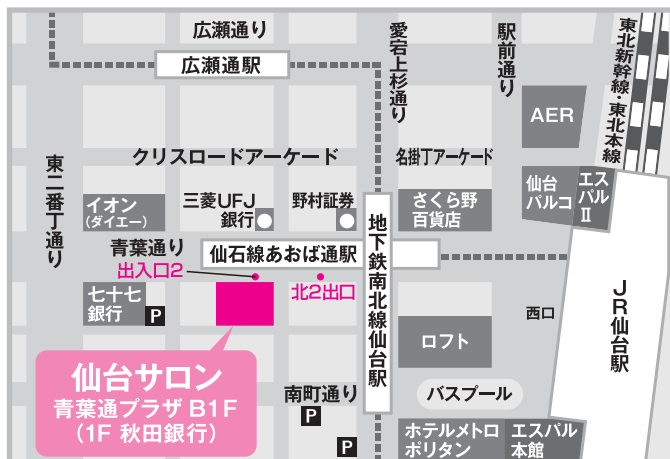 広瀬通り
広瀬通駅
愛宕上杉通り
駅前通り
東北新幹線・東北本線
AER
東二番丁通り
クリスロードアーケード
名掛丁アーケード
イオン
(ダイエー)
三菱UFJ
銀行
野村証券
さくら野
百貨店
仙台
パルコ
エス
パル
II
青葉通り
仙石線あおば通駅
地下鉄南北線仙台駅
出入口2
北2出口
七十七
銀行
P
ロフト
西口
JR仙台駅
仙台サロン
青葉通プラザ B1F
(1F 秋田銀行)
南町通り
P
P
バスプール
ホテルメトロ
ポリタン
エスパル
本館